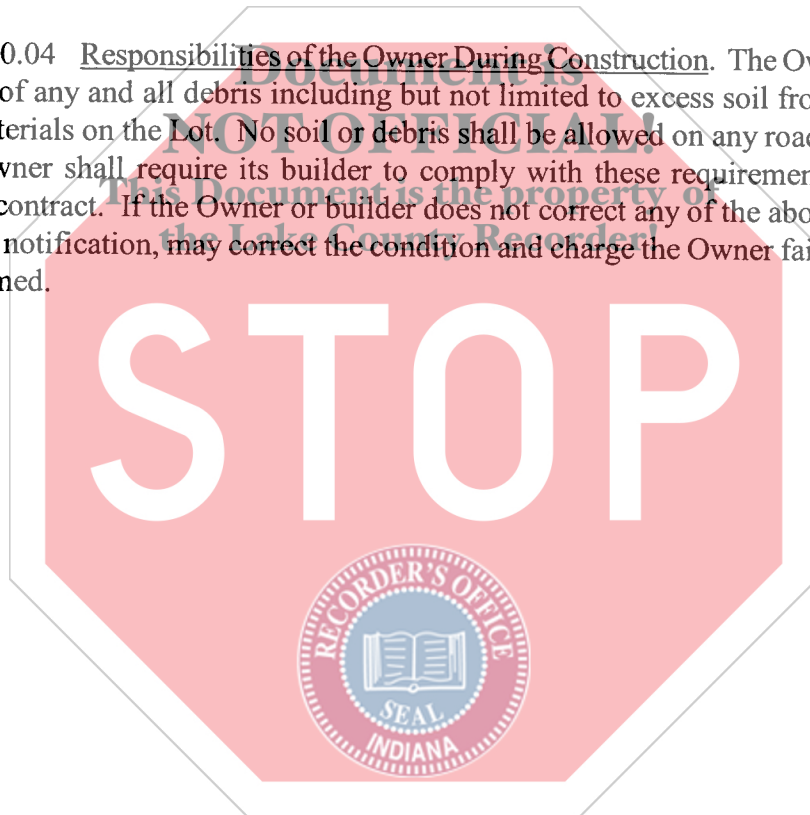 0.04 Responsibilities of the Owner During Construction. The Ow
Document is
of any and all debris including but not limited to excess soil fro
terials on the Lot. No soil or debris shall be allowed on any road
NOT OFFICIAL!
wner shall require its builder to comply with these requiremen
This Document is the property of
contract. If the Owner or builder does not correct any of the abo
the Lake County Recorder!
notification, may correct the condition and charge the Owner fai
med.
STOP
RECORDER'S OFFICE
SEAL
INDIANA